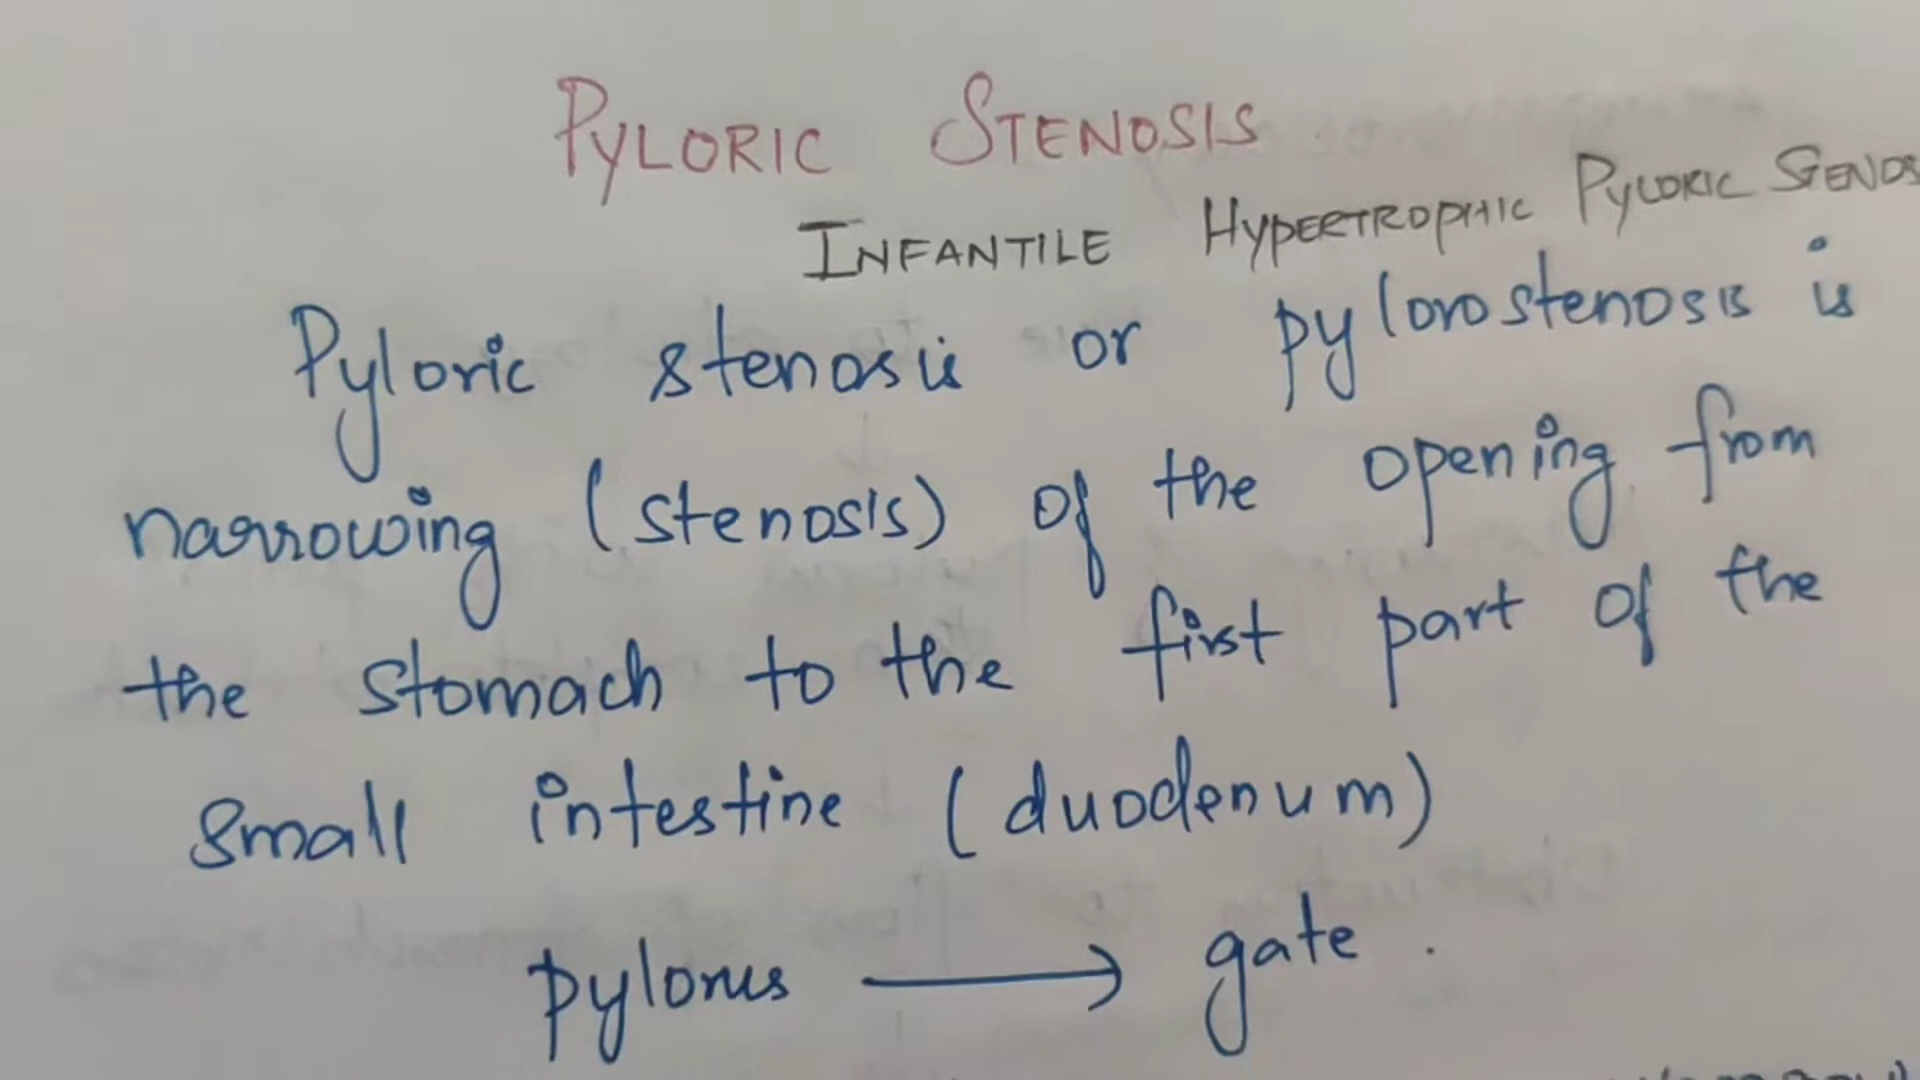 PYLORIC STENOSIS
INFANTILE HYPERTROPHIC PYLORIC STENOS
Pyloric stenosis or pylorostenosis is
narrowing (stenosis) of the opening from
the stomach to the first part of the
small intestine (duodenum)
pylorus → gate.